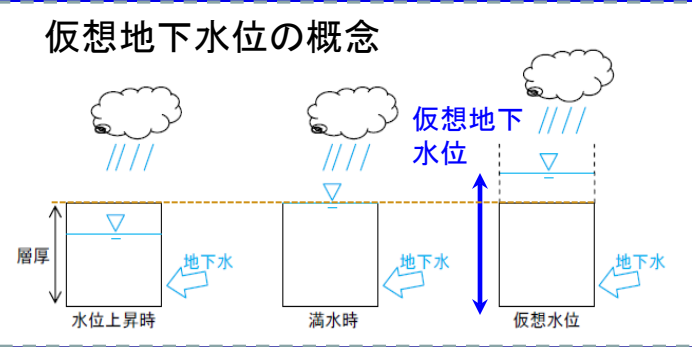 仮想地下水位の概念
仮想地下
水位
層厚
地下水
地下水
地下水
水位上昇時
満水時
仮想水位